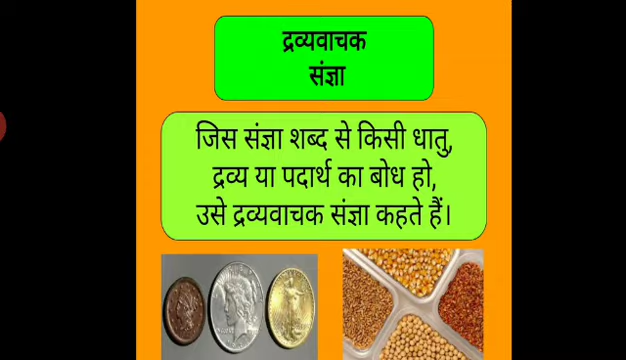 द्रव्यवाचक
संज्ञा
जिस संज्ञा शब्द से किसी धातु,
द्रव्य या पदार्थ का बोध हो,
उसे द्रव्यवाचक संज्ञा कहते हैं।